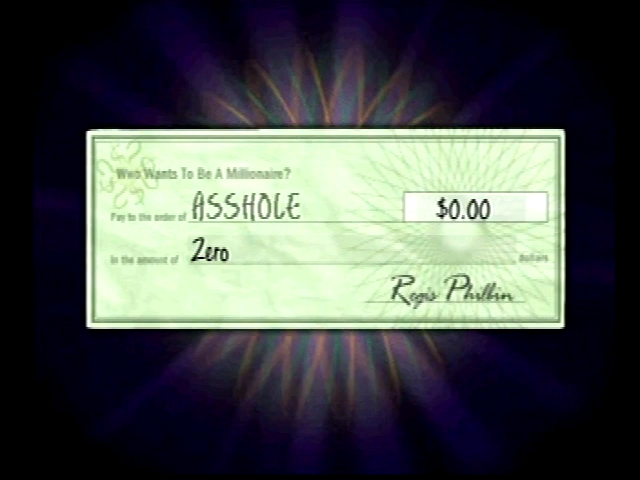 Who Wants To Be A Millionaire?
Pay to the order of ASSHOLE $0.00
In the amount of Zero dollars
Regis Philbin